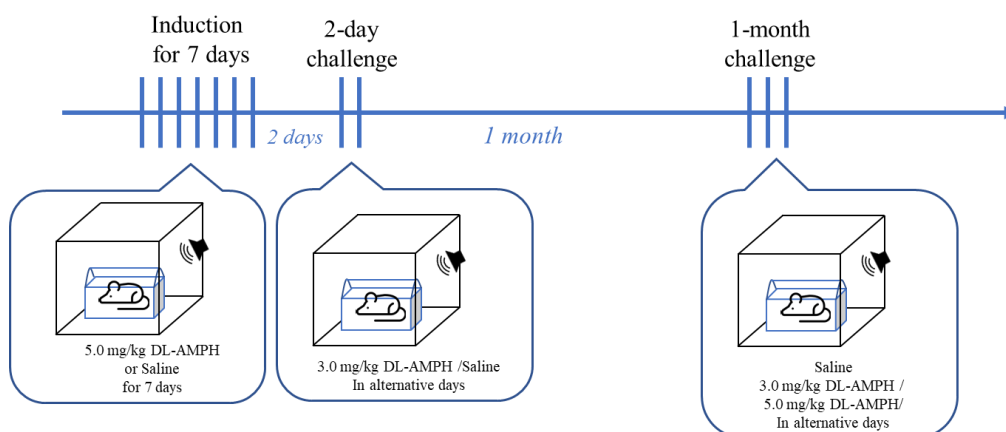 Induction
for 7 days
2-day
challenge
1-month
challenge
2 days
1 month
5.0 mg/kg DL-AMPH
or Saline
for 7 days
3.0 mg/kg DL-AMPH /Saline
In alternative days
Saline
3.0 mg/kg DL-AMPH /
5.0 mg/kg DL-AMPH/
In alternative days